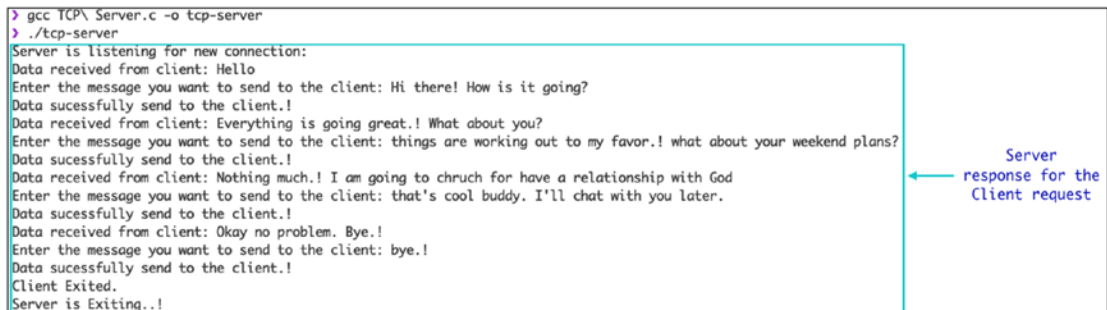 ❯ gcc TCP\ Server.c -o tcp-server
❯ ./tcp-server
Server is listening for new connection:
Data received from client: Hello
Enter the message you want to send to the client: Hi there! How is it going?
Data sucessfully send to the client.!
Data received from client: Everything is going great.! What about you?
Enter the message you want to send to the client: things are working out to my favor.! what about your weekend plans?
Data sucessfully send to the client.!
Data received from client: Nothing much.! I am going to chruch for have a relationship with God
Enter the message you want to send to the client: that's cool buddy. I'll chat with you later.
Data sucessfully send to the client.!
Data received from client: Okay no problem. Bye.!
Enter the message you want to send to the client: bye.!
Data sucessfully send to the client.!
Client Exited.
Server is Exiting..!
Server
response for the
Client request